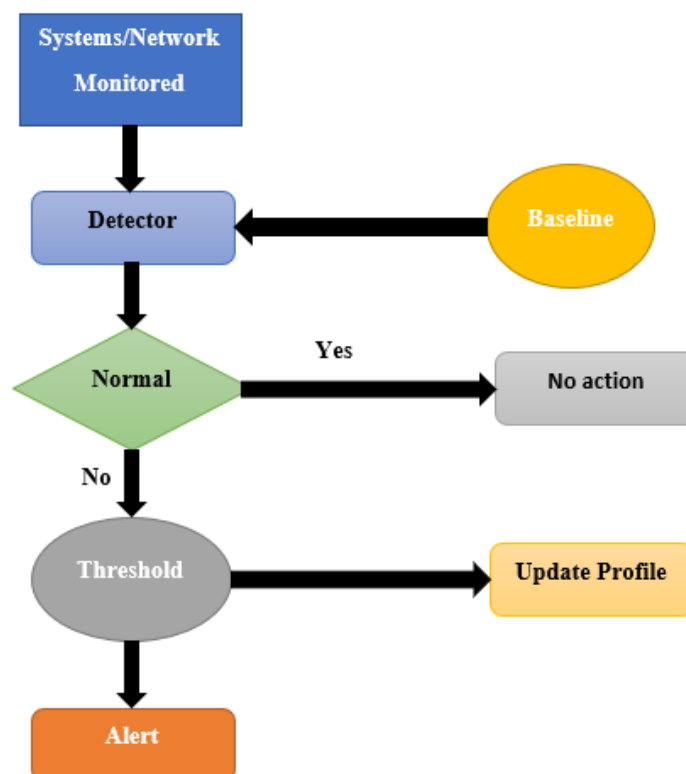 Systems/Network
Monitored
Detector
Baseline
Normal
Yes
No action
No
Threshold
Update Profile
Alert